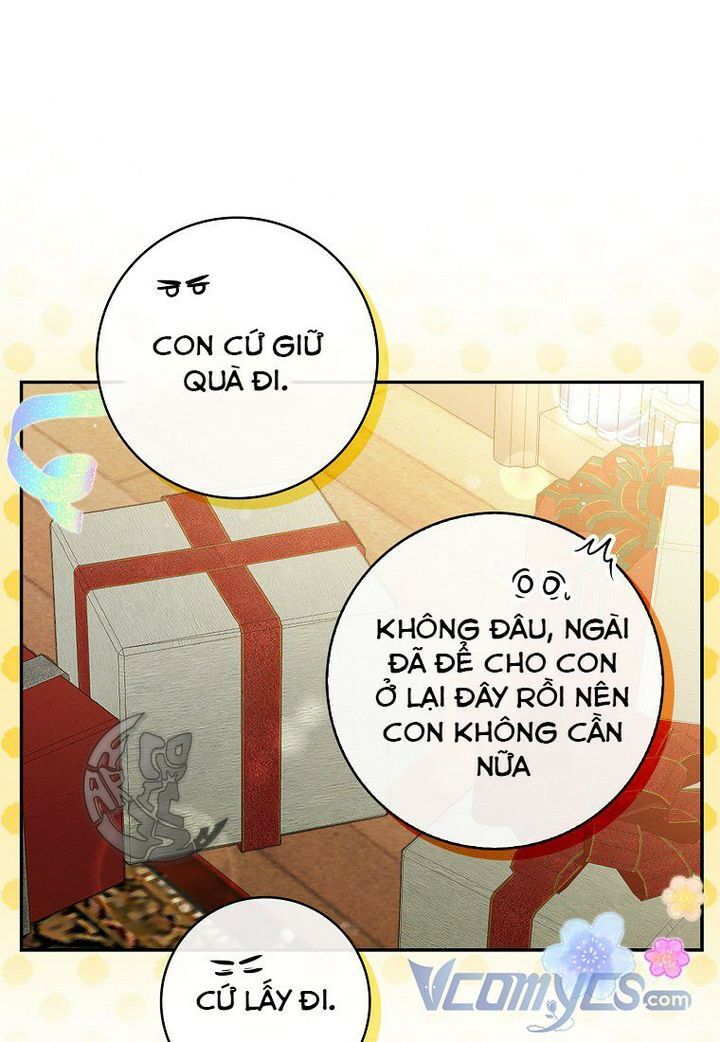 CON CỨ GIỮ
QUÀ ĐI.
KHÔNG ĐÂU, NGÀI
ĐÃ ĐỂ CHO CON
Ở LẠI ĐÂY RỒI NÊN
CON KHÔNG CẦN
NỮA
CỨ LẤY ĐI.
VCOMYCS.com